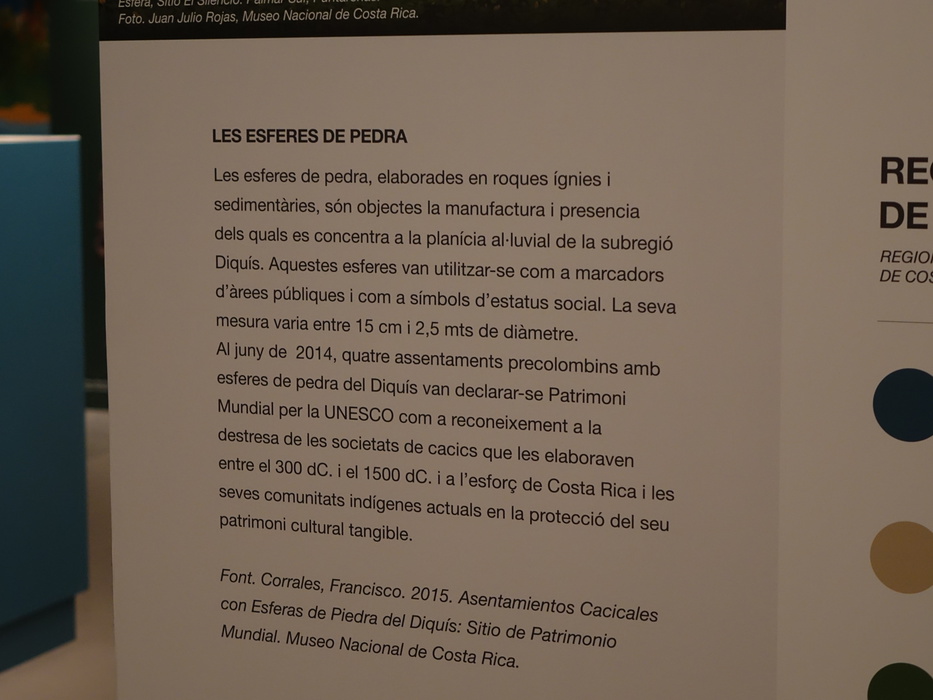 Esfera, Sitio El Silencio. Palmar Sur, Puntarenas.
Foto. Juan Julio Rojas, Museo Nacional de Costa Rica.
LES ESFERES DE PEDRA
Les esferes de pedra, elaborades en roques ígnies i
sedimentàries, són objectes la manufactura i presencia
dels quals es concentra a la planícia al·luvial de la subregió
Diquís. Aquestes esferes van utilitzar-se com a marcadors
d'àrees públiques i com a símbols d'estatus social. La seva
mesura varia entre 15 cm i 2,5 mts de diàmetre.
Al juny de  2014, quatre assentaments precolombins amb
esferes de pedra del Diquís van declarar-se Patrimoni
Mundial per la UNESCO com a reconeixement a la
destresa de les societats de cacics que les elaboraven
entre el 300 dC. i el 1500 dC. i a l'esforç de Costa Rica i les
seves comunitats indígenes actuals en la protecció del seu
patrimoni cultural tangible.
Font. Corrales, Francisco. 2015. Asentamientos Cacicales
con Esferas de Piedra del Diquís: Sitio de Patrimonio
Mundial. Museo Nacional de Costa Rica.
DE